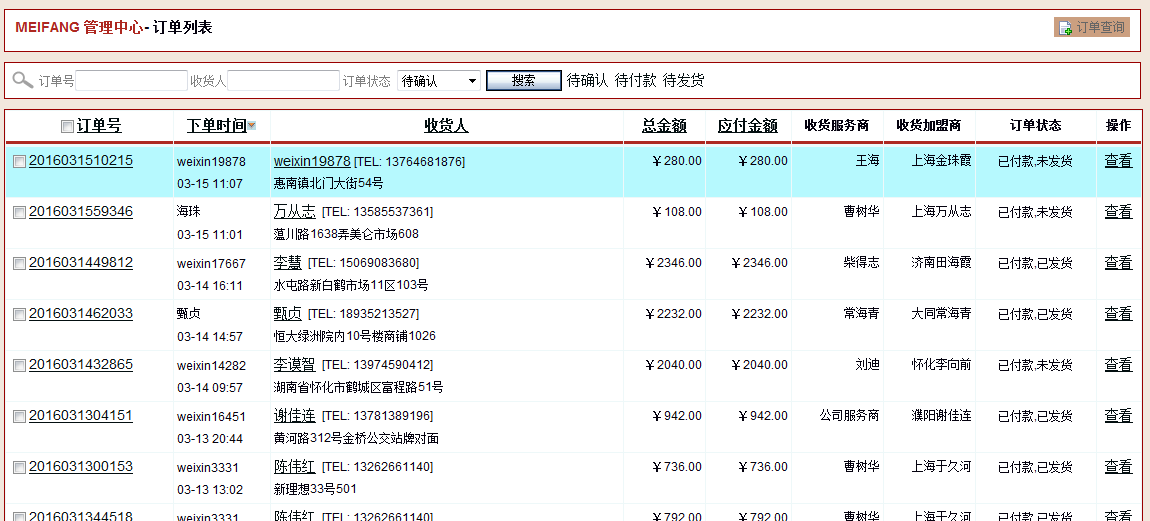 MEIFANG 管理中心- 订单列表 订单查询
订单号 收货人 订单状态 待确认 搜索 待确认 待付款 待发货
订单号 下单时间 收货人 总金额 应付金额 收货服务商 收货加盟商 订单状态 操作
2016031510215 weixin19878 weixin19878 [TEL: 13764681876] ￥280.00 ￥280.00 王海 上海金珠霞 已付款,未发货 查看
03-15 11:07 惠南镇北门大街54号
2016031559346 海珠 万从志 [TEL: 13585537361] ￥108.00 ￥108.00 曹树华 上海万从志 已付款,未发货 查看
03-15 11:01 蕰川路1638弄美仑市场608
2016031449812 weixin17667 李慧 [TEL: 15069083680] ￥2346.00 ￥2346.00 柴得志 济南田海霞 已付款,已发货 查看
03-14 16:11 水屯路新白鹤市场11区103号
2016031462033 甄贞 甄贞 [TEL: 18935213527] ￥2232.00 ￥2232.00 常海青 大同常海青 已付款,已发货 查看
03-14 14:57 恒大绿洲院内10号楼商铺1026
2016031432865 weixin14282 李谟智 [TEL: 13974590412] ￥2040.00 ￥2040.00 刘迪 怀化李向前 已付款,未发货 查看
03-14 09:57 湖南省怀化市鹤城区富程路51号
2016031304151 weixin16451 谢佳连 [TEL: 13781389196] ￥942.00 ￥942.00 公司服务商 濮阳谢佳连 已付款,已发货 查看
03-13 20:44 黄河路312号金桥公交站牌对面
2016031300153 weixin3331 陈伟红 [TEL: 13262661140] ￥736.00 ￥736.00 曹树华 上海于久河 已付款,已发货 查看
03-13 13:02 新理想33号501
2016031344518 weixin3331 陈伟红 [TEL: 13262661140] ￥792.00 ￥792.00 曹树华 上海于久河 已付款,已发货 查看